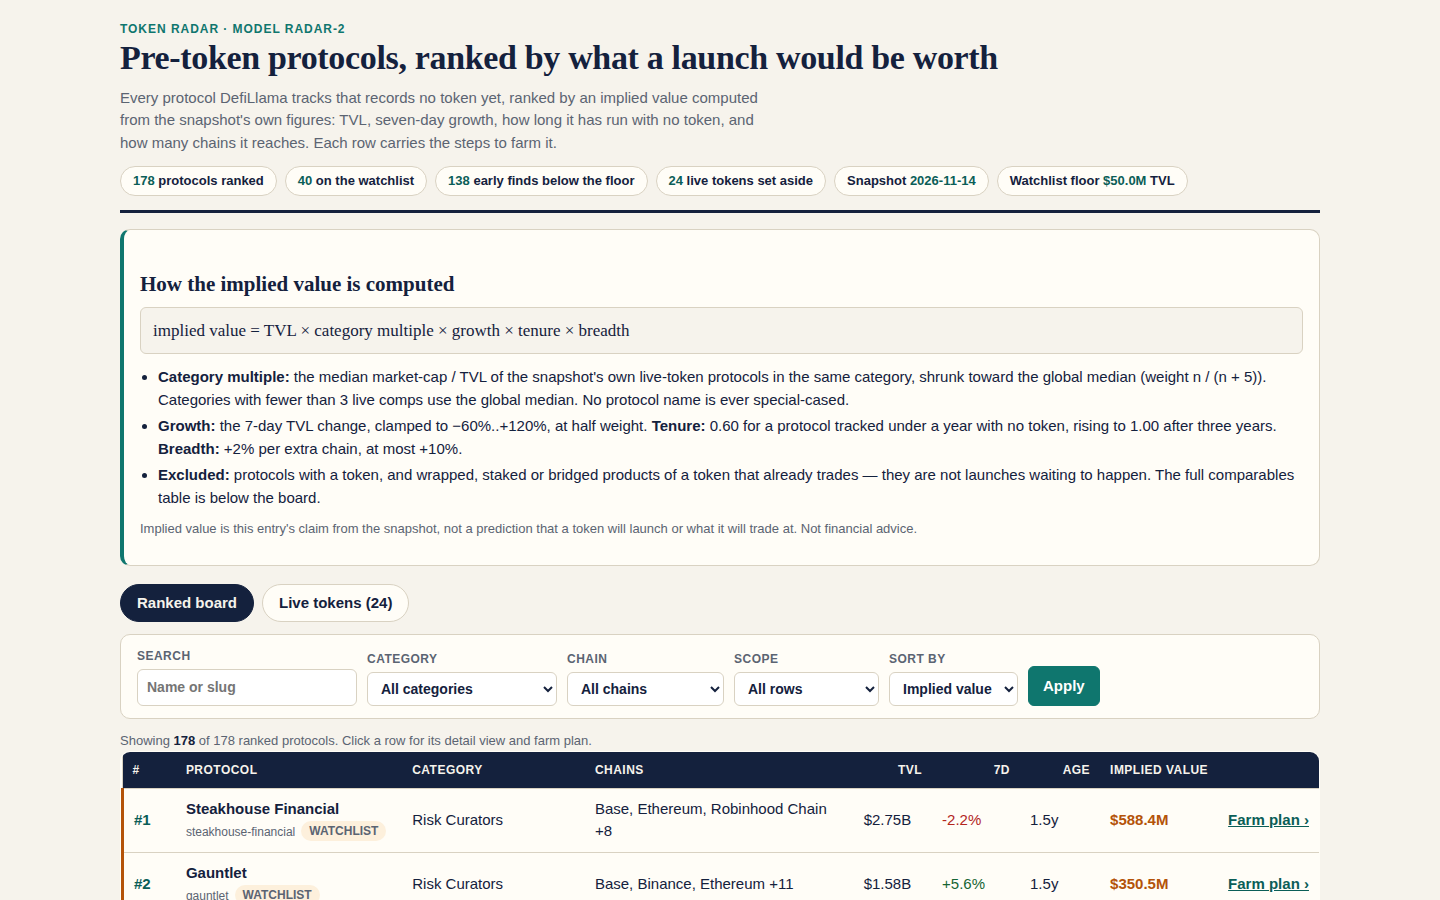 TOKEN RADAR · MODEL RADAR-2
Pre-token protocols, ranked by what a launch would be worth
Every protocol DefiLlama tracks that records no token yet, ranked by an implied value computed
from the snapshot's own figures: TVL, seven-day growth, how long it has run with no token, and
how many chains it reaches. Each row carries the steps to farm it.
178 protocols ranked 40 on the watchlist 138 early finds below the floor 24 live tokens set aside Snapshot 2026-11-14 Watchlist floor $50.0M TVL
How the implied value is computed
implied value = TVL × category multiple × growth × tenure × breadth
• Category multiple: the median market-cap / TVL of the snapshot's own live-token protocols in the same category, shrunk toward the global median (weight n / (n + 5)).
Categories with fewer than 3 live comps use the global median. No protocol name is ever special-cased.
• Growth: the 7-day TVL change, clamped to −60%..+120%, at half weight. Tenure: 0.60 for a protocol tracked under a year with no token, rising to 1.00 after three years.
Breadth: +2% per extra chain, at most +10%.
• Excluded: protocols with a token, and wrapped, staked or bridged products of a token that already trades — they are not launches waiting to happen. The full comparables
table is below the board.
Implied value is this entry's claim from the snapshot, not a prediction that a token will launch or what it will trade at. Not financial advice.
Ranked board Live tokens (24)
SEARCH CATEGORY CHAIN SCOPE SORT BY
Name or slug All categories All chains All rows Implied value Apply
Showing 178 of 178 ranked protocols. Click a row for its detail view and farm plan.
# PROTOCOL CATEGORY CHAINS TVL 7D AGE IMPLIED VALUE
#1 Steakhouse Financial steakhouse-financial WATCHLIST Risk Curators Base, Ethereum, Robinhood Chain +8 $2.75B -2.2% 1.5y $588.4M Farm plan ›
#2 Gauntlet gauntlet WATCHLIST Risk Curators Base, Binance, Ethereum +11 $1.58B +5.6% 1.5y $350.5M Farm plan ›